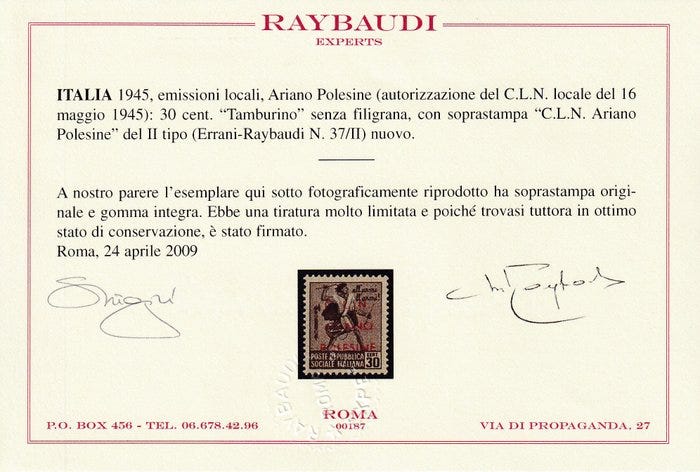 RAYBAUDI
EXPERTS
ITALIA 1945, emissioni locali, Ariano Polesine (autorizzazione del C.L.N. locale del 16
maggio 1945): 30 cent. “Tamburino” senza filigrana, con soprastampa “C.L.N. Ariano
Polesine” del II tipo (Errani-Raybaudi N. 37/II) nuovo.
A nostro parere l’esemplare qui sotto fotograficamente riprodotto ha soprastampa origi-
nale e gomma integra. Ebbe una tiratura molto limitata e poiché trovasi tuttora in ottimo
stato di conservazione, è stato firmato.
Roma, 24 aprile 2009
POLESINE
POSTE REPUBBLICA
SOCIALE ITALIANA
CENT.
30
ROMA
00187
P.O. BOX 456 - TEL. 06.678.42.96
VIA DI PROPAGANDA, 27